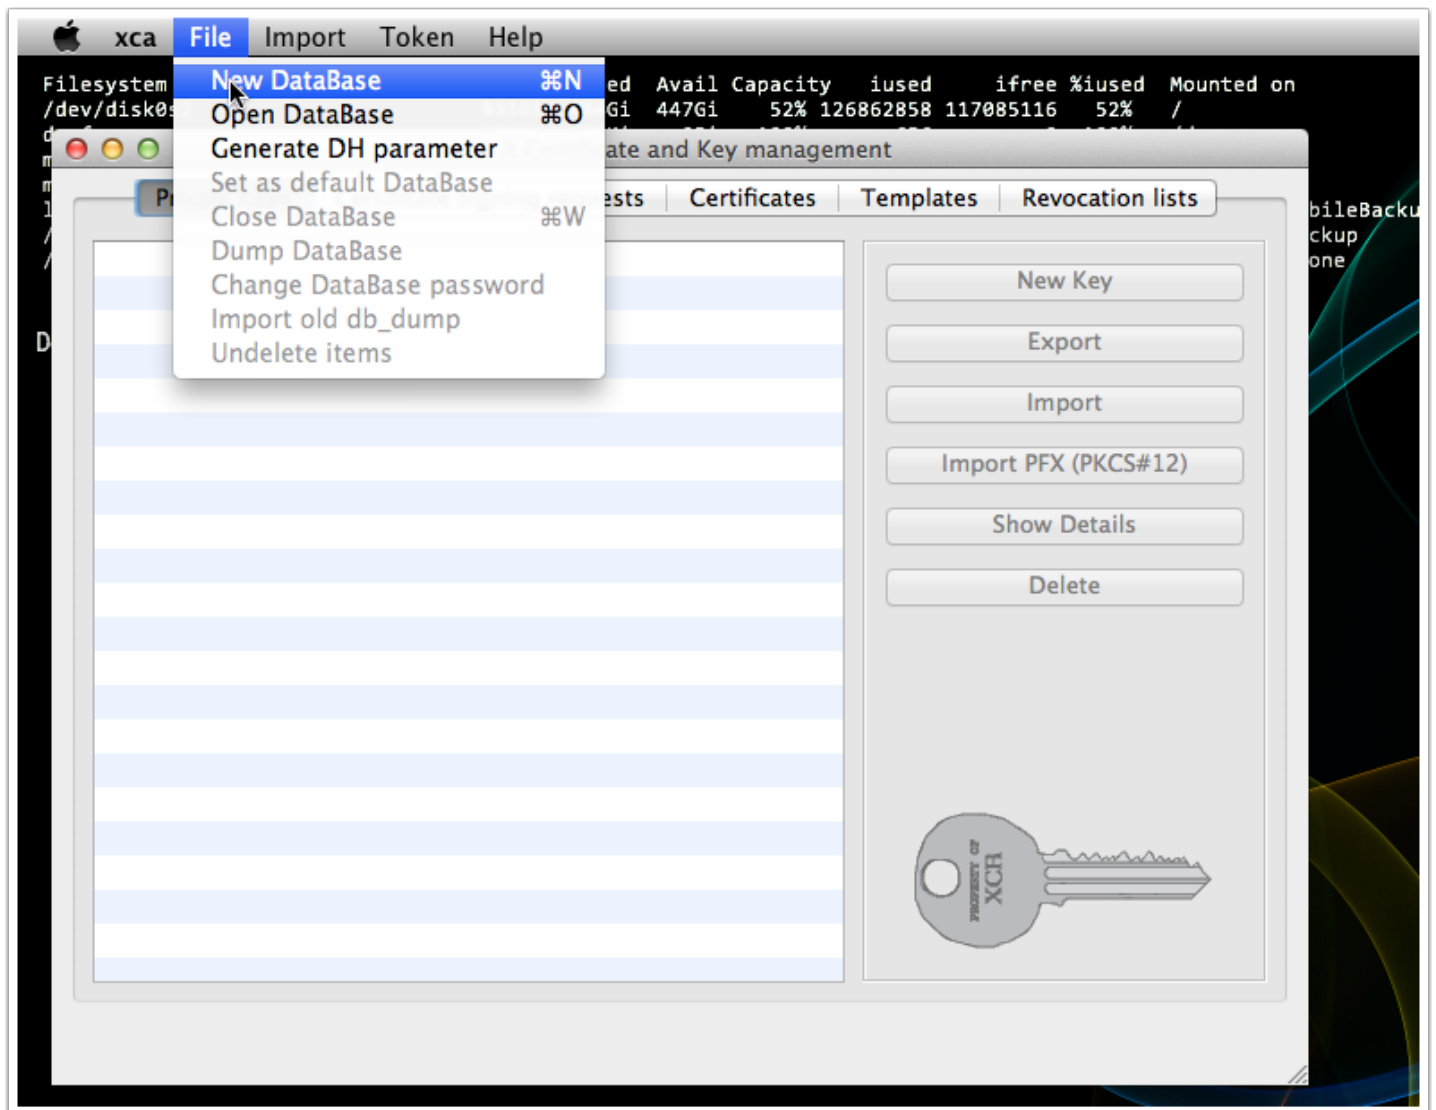 xca File Import Token Help
Filesystem ed Avail Capacity iused ifree %iused Mounted on
/dev/disk0s Gi 447Gi 52% 126862858 117085116 52% /
New DataBase ⌘N
Open DataBase ⌘O
Generate DH parameter
Set as default DataBase
Close DataBase ⌘W
Dump DataBase
Change DataBase password
Import old db_dump
Undelete items
ate and Key management
Pr ests Certificates Templates Revocation lists
bileBacku
ckup
one
New Key
Export
Import
Import PFX (PKCS#12)
Show Details
Delete
PROPERTY OF
XCA